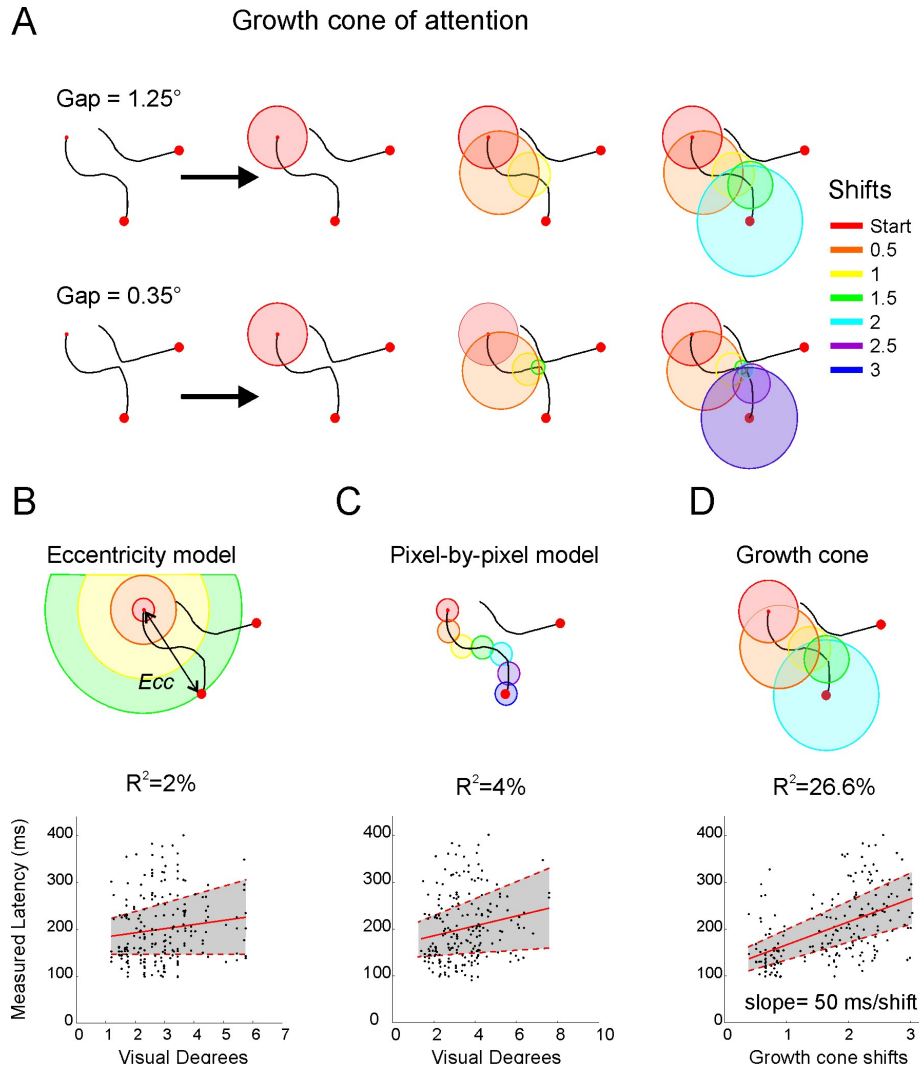 A
Growth cone of attention
Gap = 1.25°
Shifts
Start
0.5
1
1.5
2
2.5
3
Gap = 0.35°
B
Eccentricity model
Ecc
R²=2%
Measured Latency (ms)
400
300
200
100
0
0 1 2 3 4 5 6 7
Visual Degrees
C
Pixel-by-pixel model
R²=4%
400
300
200
100
0
0 2 4 6 8 10
Visual Degrees
D
Growth cone
R²=26.6%
400
300
200
100
0
slope= 50 ms/shift
0 1 2 3
Growth cone shifts